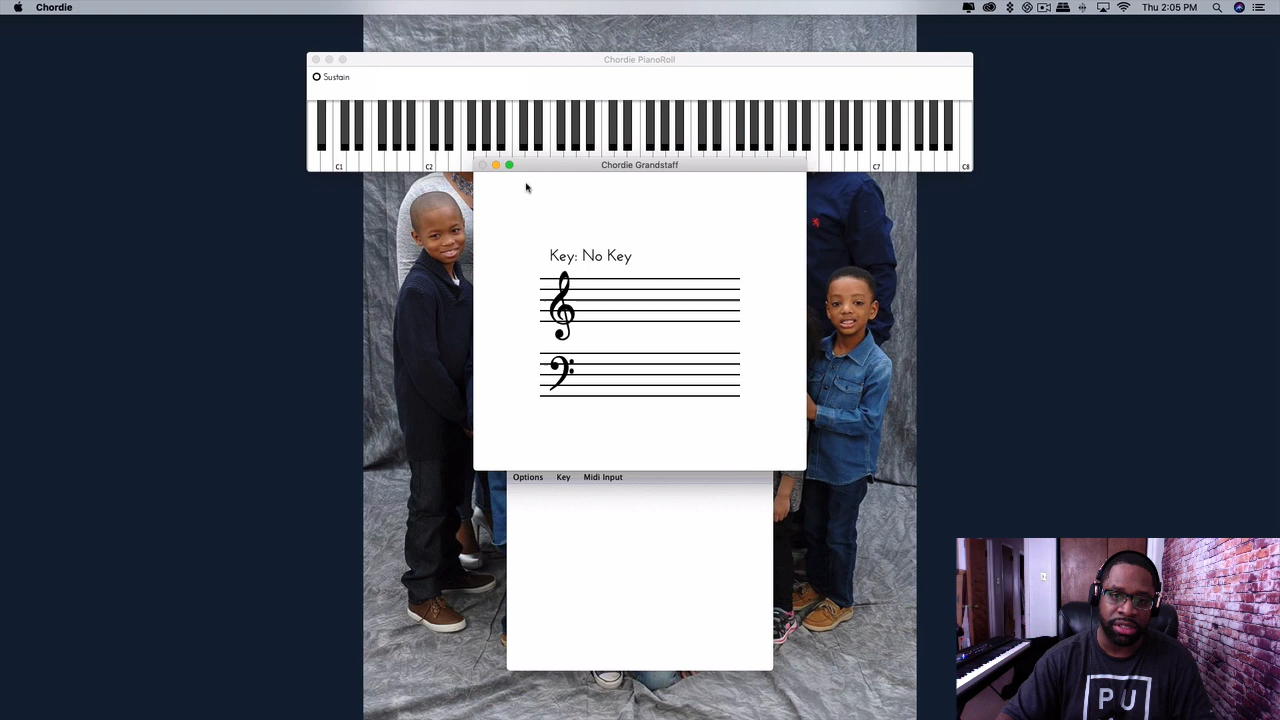 Chordie
Thu 2:05 PM
Chordie PianoRoll
Sustain
C1
C2
C7
C8
Chordie Grandstaff
Key: No Key
Options Key Midi Input
PU